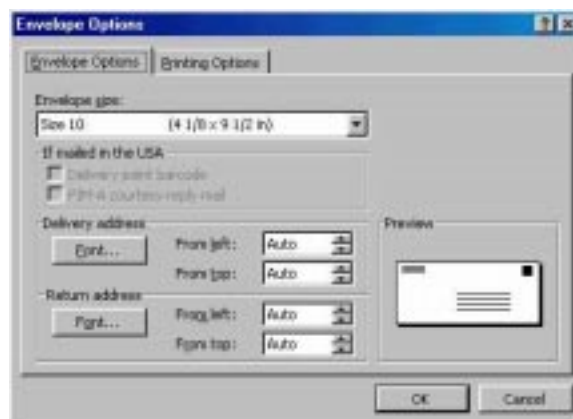 Envelope Options
Envelope Options Printing Options
Envelope size:
Size 10 (4 1/8 x 9 1/2 in)
If mailed in the USA
Delivery point barcode
FIM-A courtesy reply mail
Delivery address
Font...
From left: Auto
From top: Auto
Preview
Return address
Font...
From left: Auto
From top: Auto
OK Cancel